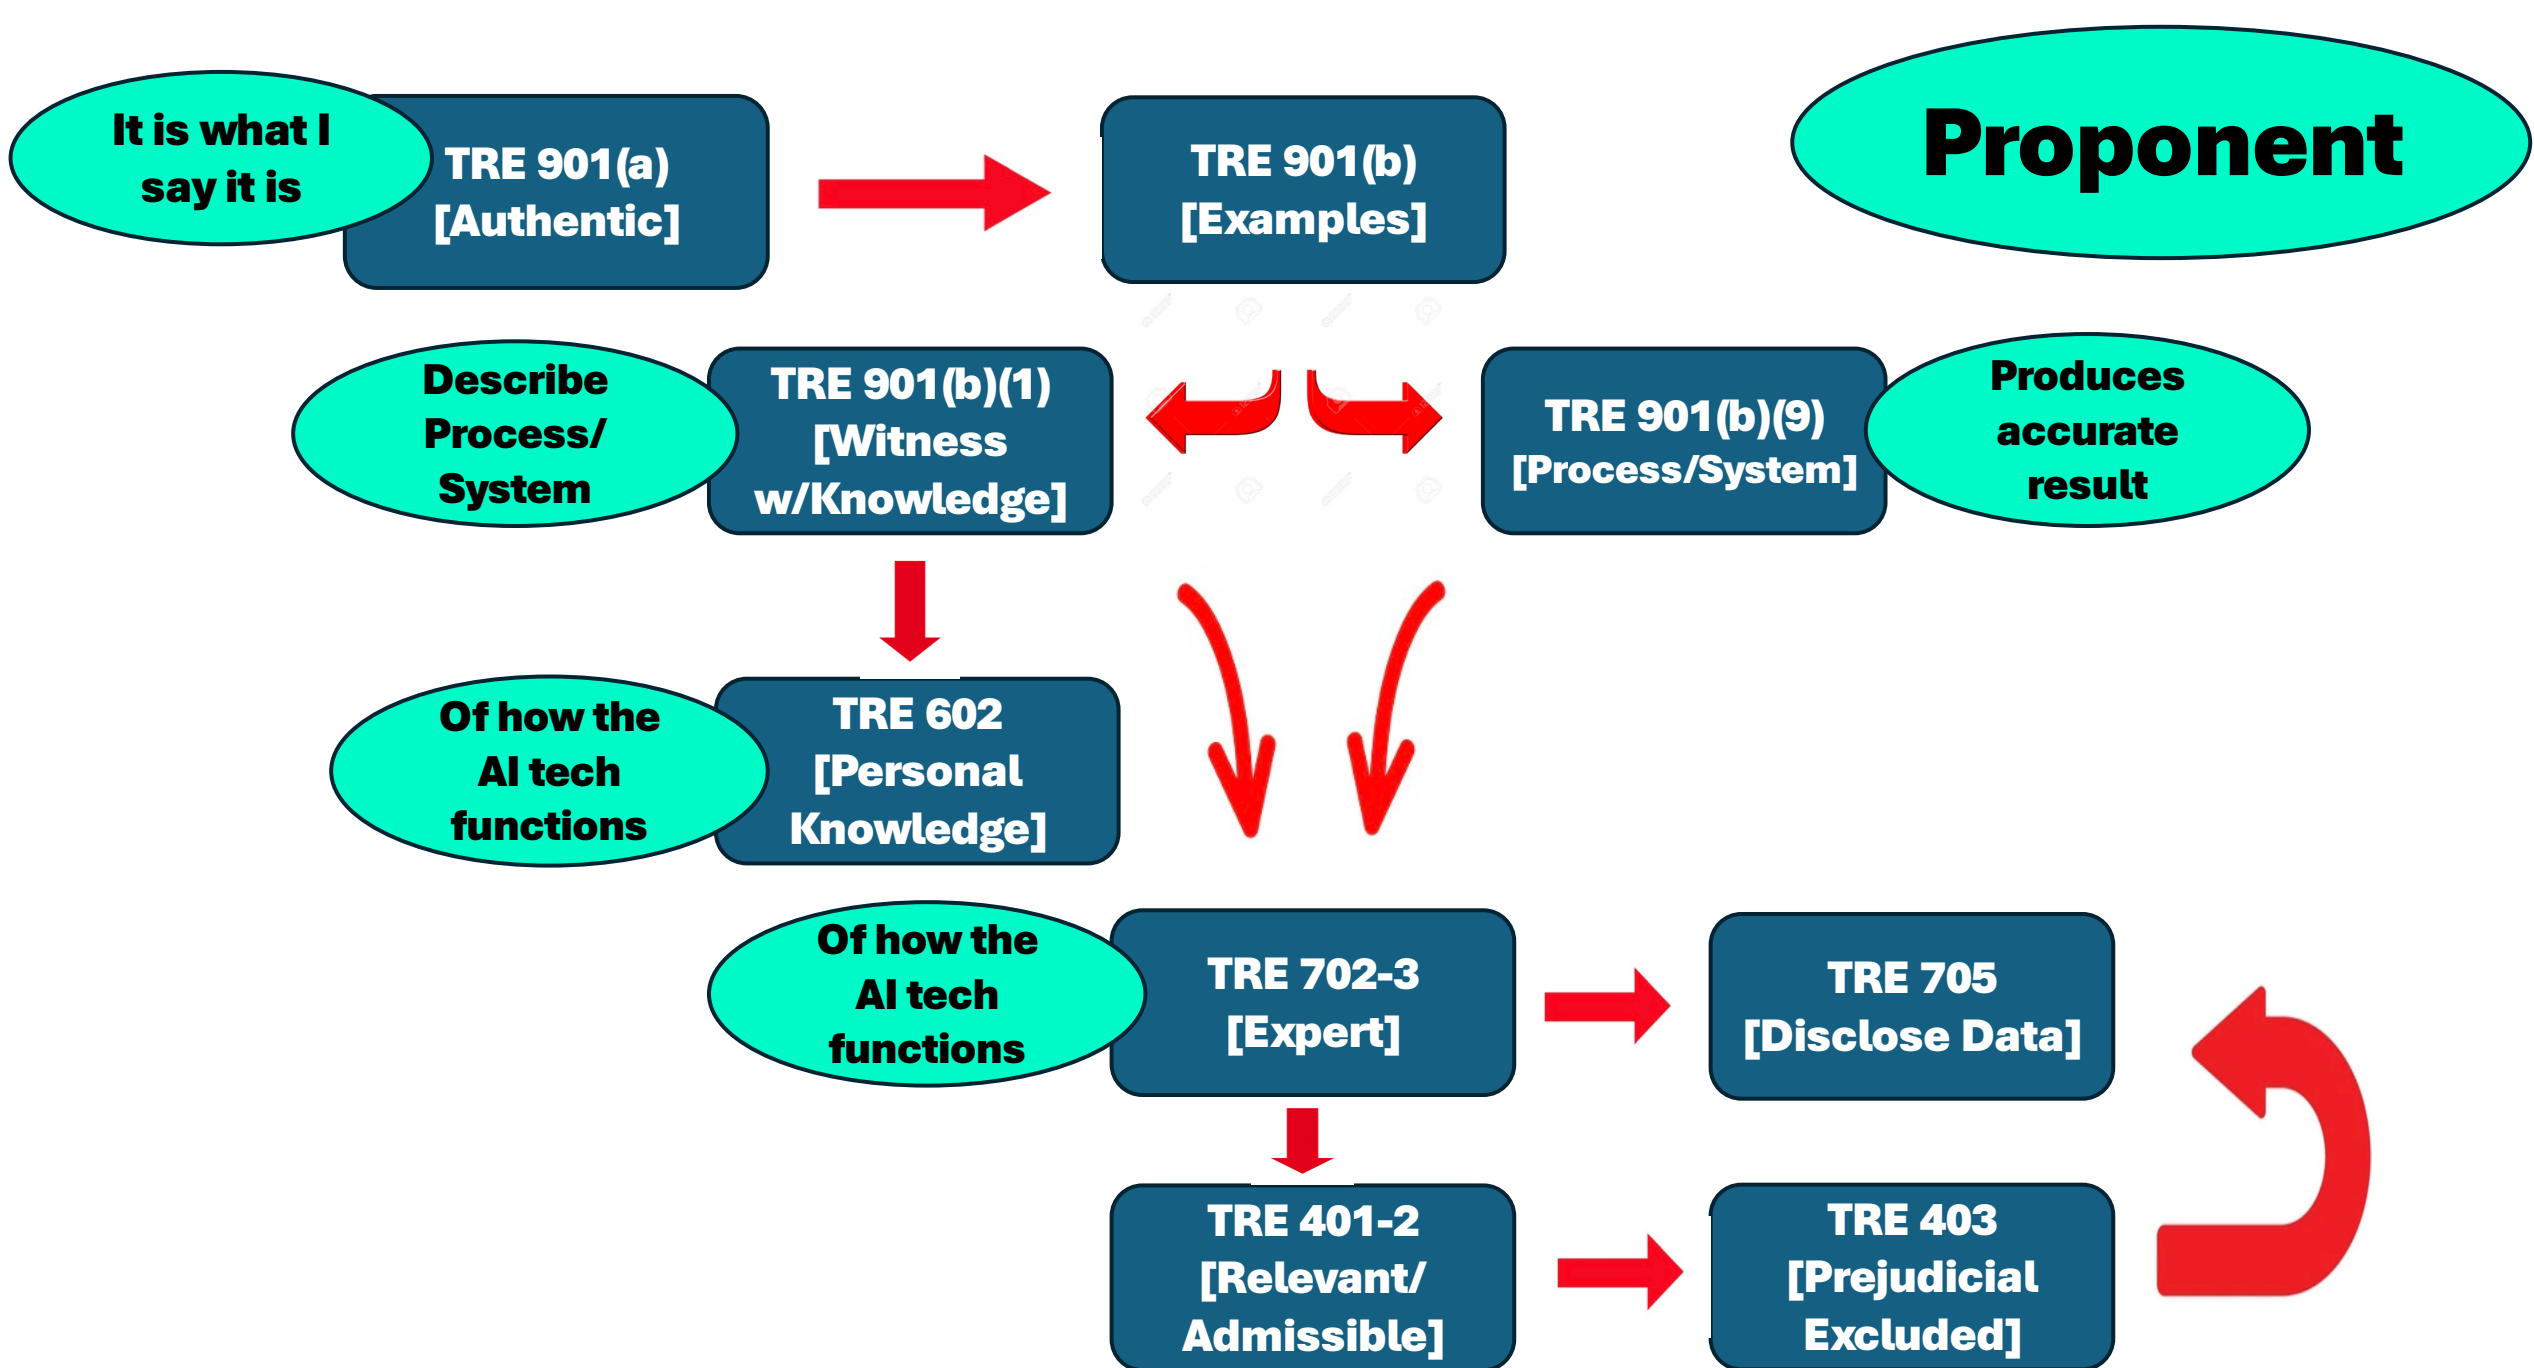 It is what I
say it is
TRE 901(a)
[Authentic]
TRE 901(b)
[Examples]
Proponent
Describe
Process/
System
TRE 901(b)(1)
[Witness
w/Knowledge]
TRE 901(b)(9)
[Process/System]
Produces
accurate
result
Of how the
AI tech
functions
TRE 602
[Personal
Knowledge]
Of how the
AI tech
functions
TRE 702-3
[Expert]
TRE 705
[Disclose Data]
TRE 401-2
[Relevant/
Admissible]
TRE 403
[Prejudicial
Excluded]